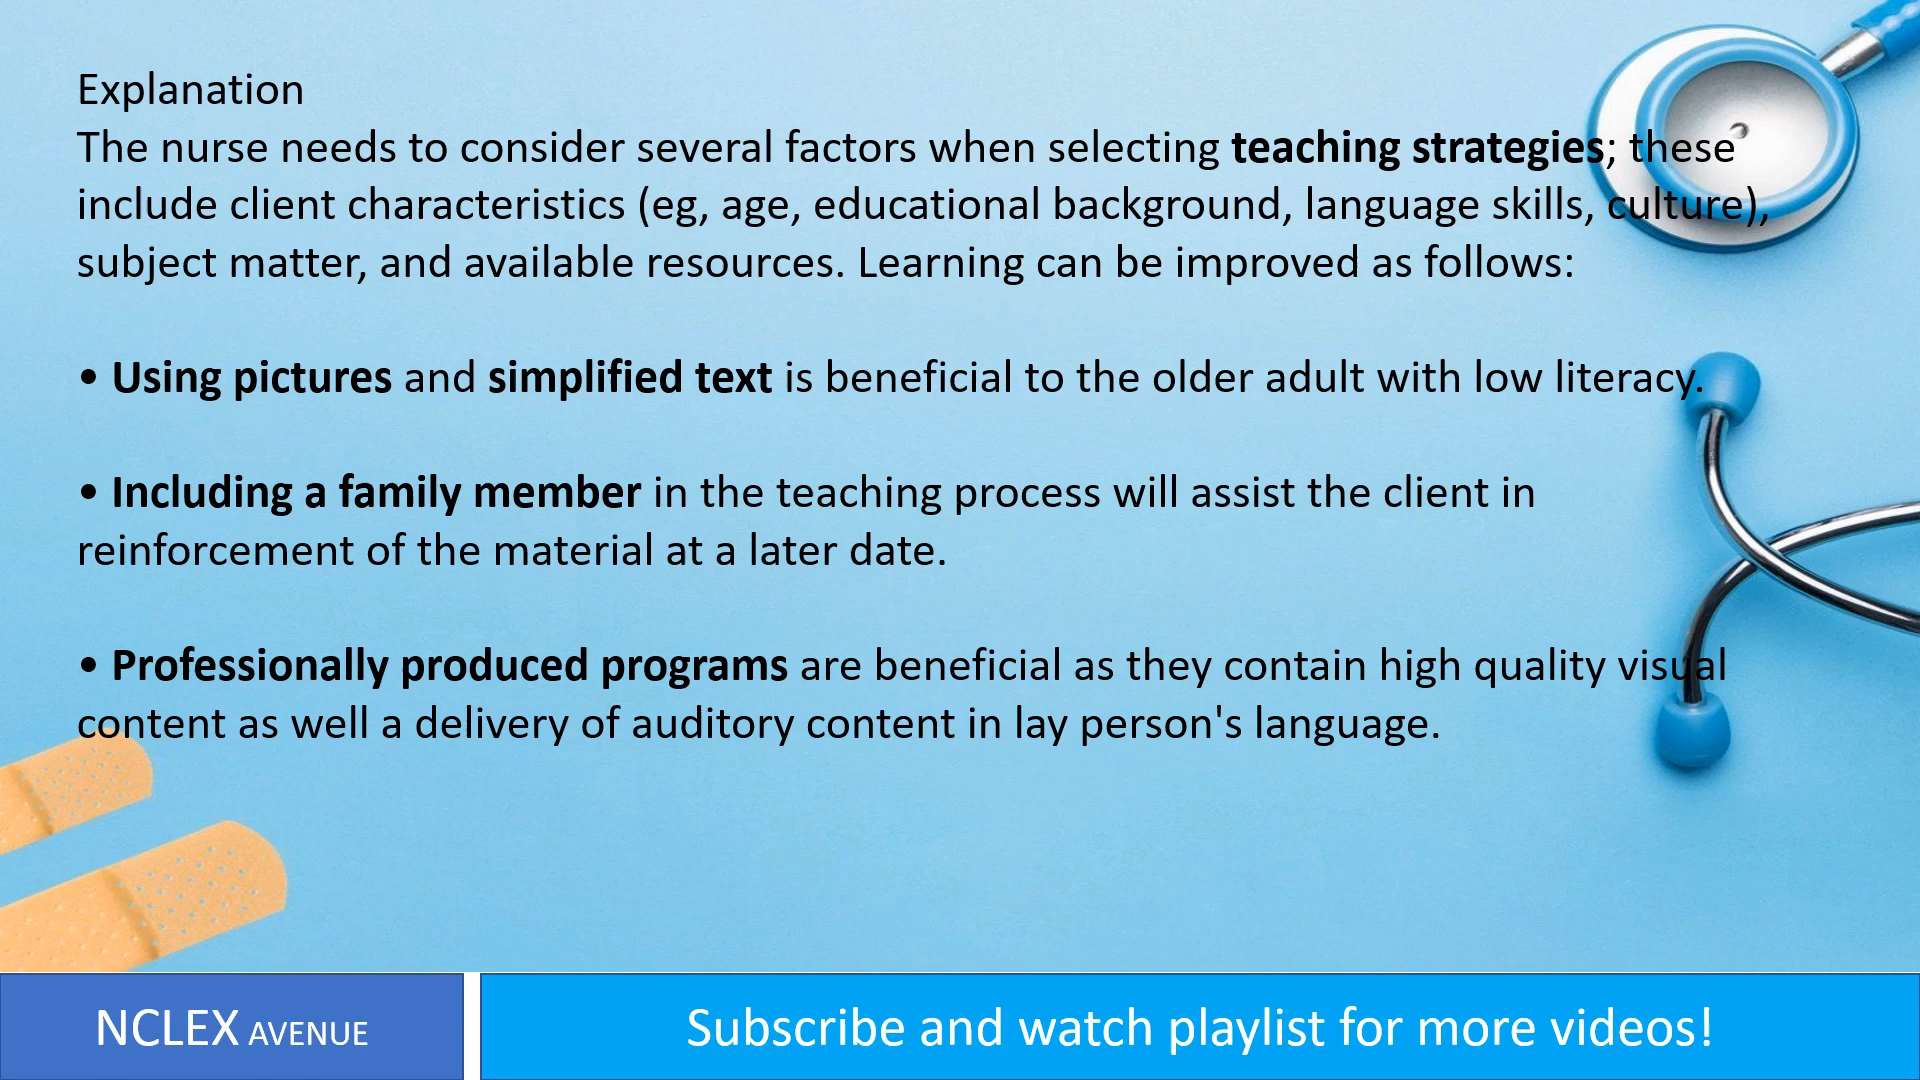 Explanation
The nurse needs to consider several factors when selecting teaching strategies; these
include client characteristics (eg, age, educational background, language skills, culture),
subject matter, and available resources. Learning can be improved as follows:
• Using pictures and simplified text is beneficial to the older adult with low literacy.
• Including a family member in the teaching process will assist the client in
reinforcement of the material at a later date.
• Professionally produced programs are beneficial as they contain high quality visual
content as well a delivery of auditory content in lay person's language.
NCLEX AVENUE
Subscribe and watch playlist for more videos!